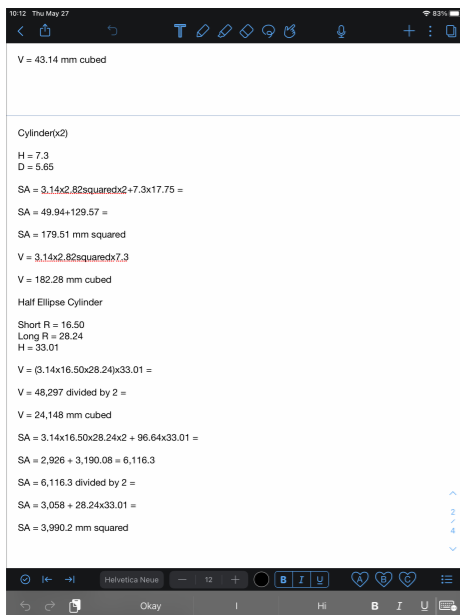 10:12 Thu May 27
83%
T
V = 43.14 mm cubed
Cylinder(x2)
H = 7.3
D = 5.65
SA = 3.14x2.82squaredx2+7.3x17.75 =
SA = 49.94+129.57 =
SA = 179.51 mm squared
V = 3.14x2.82squaredx7.3
V = 182.28 mm cubed
Half Ellipse Cylinder
Short R = 16.50
Long R = 28.24
H = 33.01
V = (3.14x16.50x28.24)x33.01 =
V = 48,297 divided by 2 =
V = 24,148 mm cubed
SA = 3.14x16.50x28.24x2 + 96.64x33.01 =
SA = 2,926 + 3,190.08 = 6,116.3
SA = 6,116.3 divided by 2 =
SA = 3,058 + 28.24x33.01 =
SA = 3,990.2 mm squared
2
/
4
Helvetica Neue — 12 + B I U A B C
Okay I Hi B I U